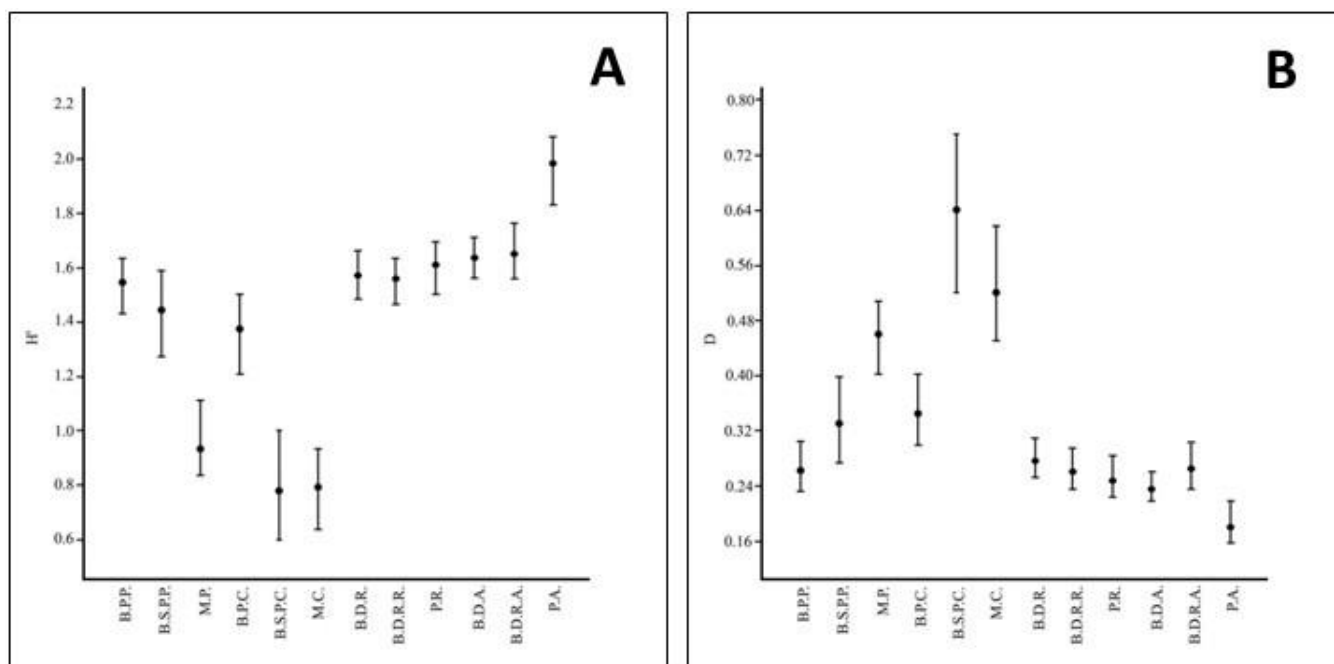 A
2.2
2.0
1.8
1.6
1.4
1.2
1.0
0.8
0.6
H'
B.P.P.
B.S.P.P.
M.P.
B.P.C.
B.S.P.C.
M.C.
B.D.R.
B.D.R.R.
P.R.
B.D.A.
B.D.R.A.
P.A.
B
0.80
0.72
0.64
0.56
0.48
0.40
0.32
0.24
0.16
D
B.P.P.
B.S.P.P.
M.P.
B.P.C.
B.S.P.C.
M.C.
B.D.R.
B.D.R.R.
P.R.
B.D.A.
B.D.R.A.
P.A.